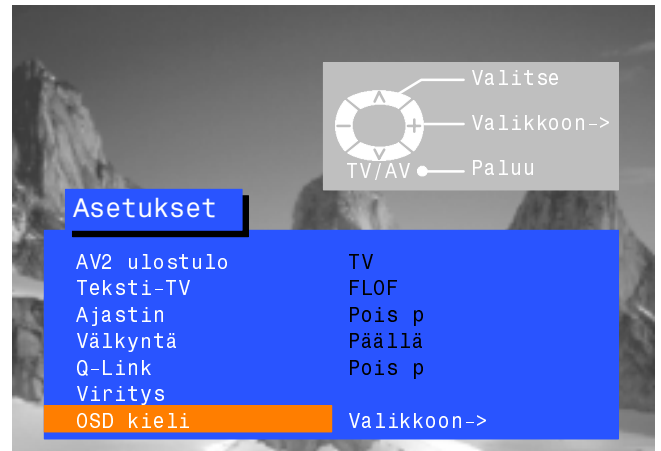 Valitse
Valikkoon->
TV/AV Paluu
Asetukset
AV2 ulostulo TV
Teksti-TV FLOF
Ajastin Pois p
Välkyntä Päällä
Q-Link Pois p
Viritys
OSD kieli Valikkoon->